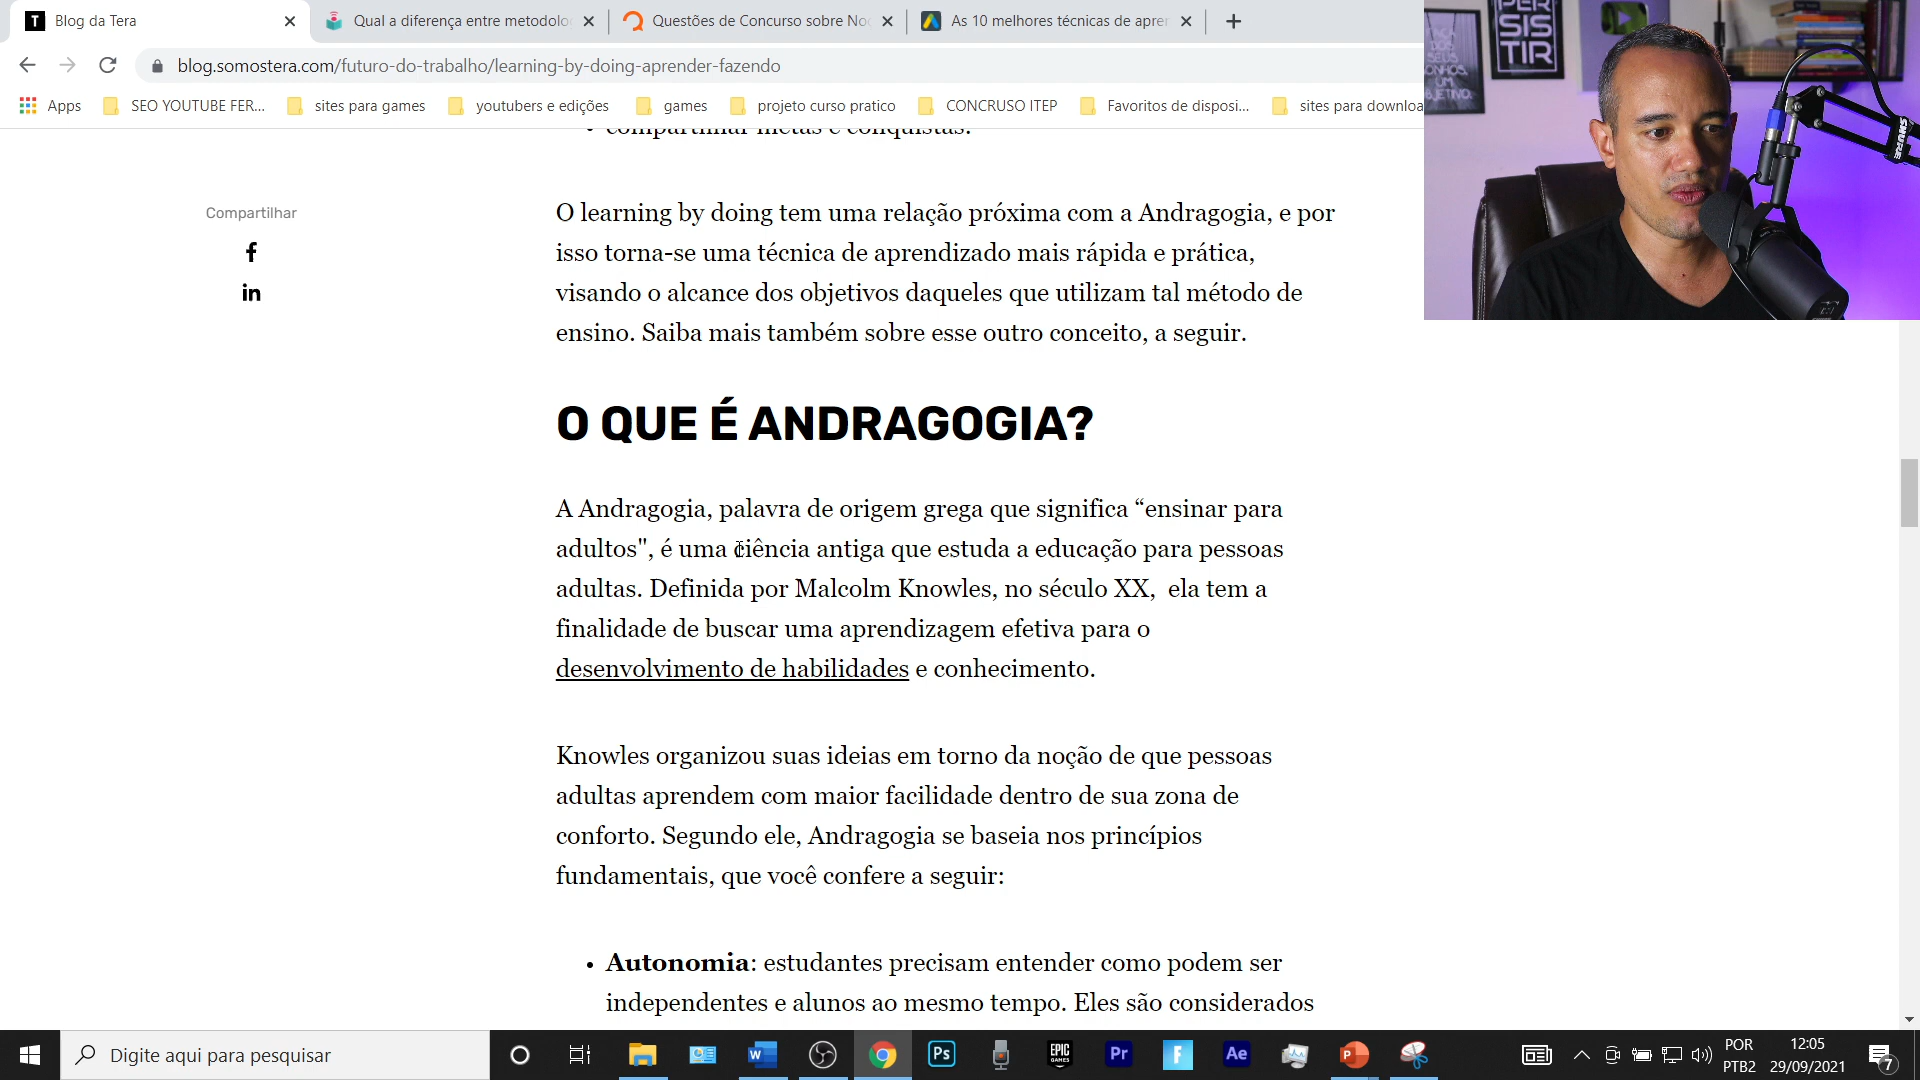 Blog da Tera
Qual a diferença entre metodolo
Questões de Concurso sobre No
As 10 melhores técnicas de apre
blog.somostera.com/futuro-do-trabalho/learning-by-doing-aprender-fazendo
Apps
SEO YOUTUBE FER...
sites para games
youtubers e edições
games
projeto curso pratico
CONCRUSO ITEP
Favoritos de disposi...
sites para downloa
PER
SIS
TIR
SHURE
compartilhar metas e conquistas.
Compartilhar
O learning by doing tem uma relação próxima com a Andragogia, e por
isso torna-se uma técnica de aprendizado mais rápida e prática,
visando o alcance dos objetivos daqueles que utilizam tal método de
ensino. Saiba mais também sobre esse outro conceito, a seguir.
O QUE É ANDRAGOGIA?
A Andragogia, palavra de origem grega que significa “ensinar para
adultos", é uma ciência antiga que estuda a educação para pessoas
adultas. Definida por Malcolm Knowles, no século XX, ela tem a
finalidade de buscar uma aprendizagem efetiva para o
desenvolvimento de habilidades e conhecimento.
Knowles organizou suas ideias em torno da noção de que pessoas
adultas aprendem com maior facilidade dentro de sua zona de
conforto. Segundo ele, Andragogia se baseia nos princípios
fundamentais, que você confere a seguir:
• Autonomia: estudantes precisam entender como podem ser
independentes e alunos ao mesmo tempo. Eles são considerados
Digite aqui para pesquisar
EPIC
GAMES
POR
PTB2
12:05
29/09/2021
7